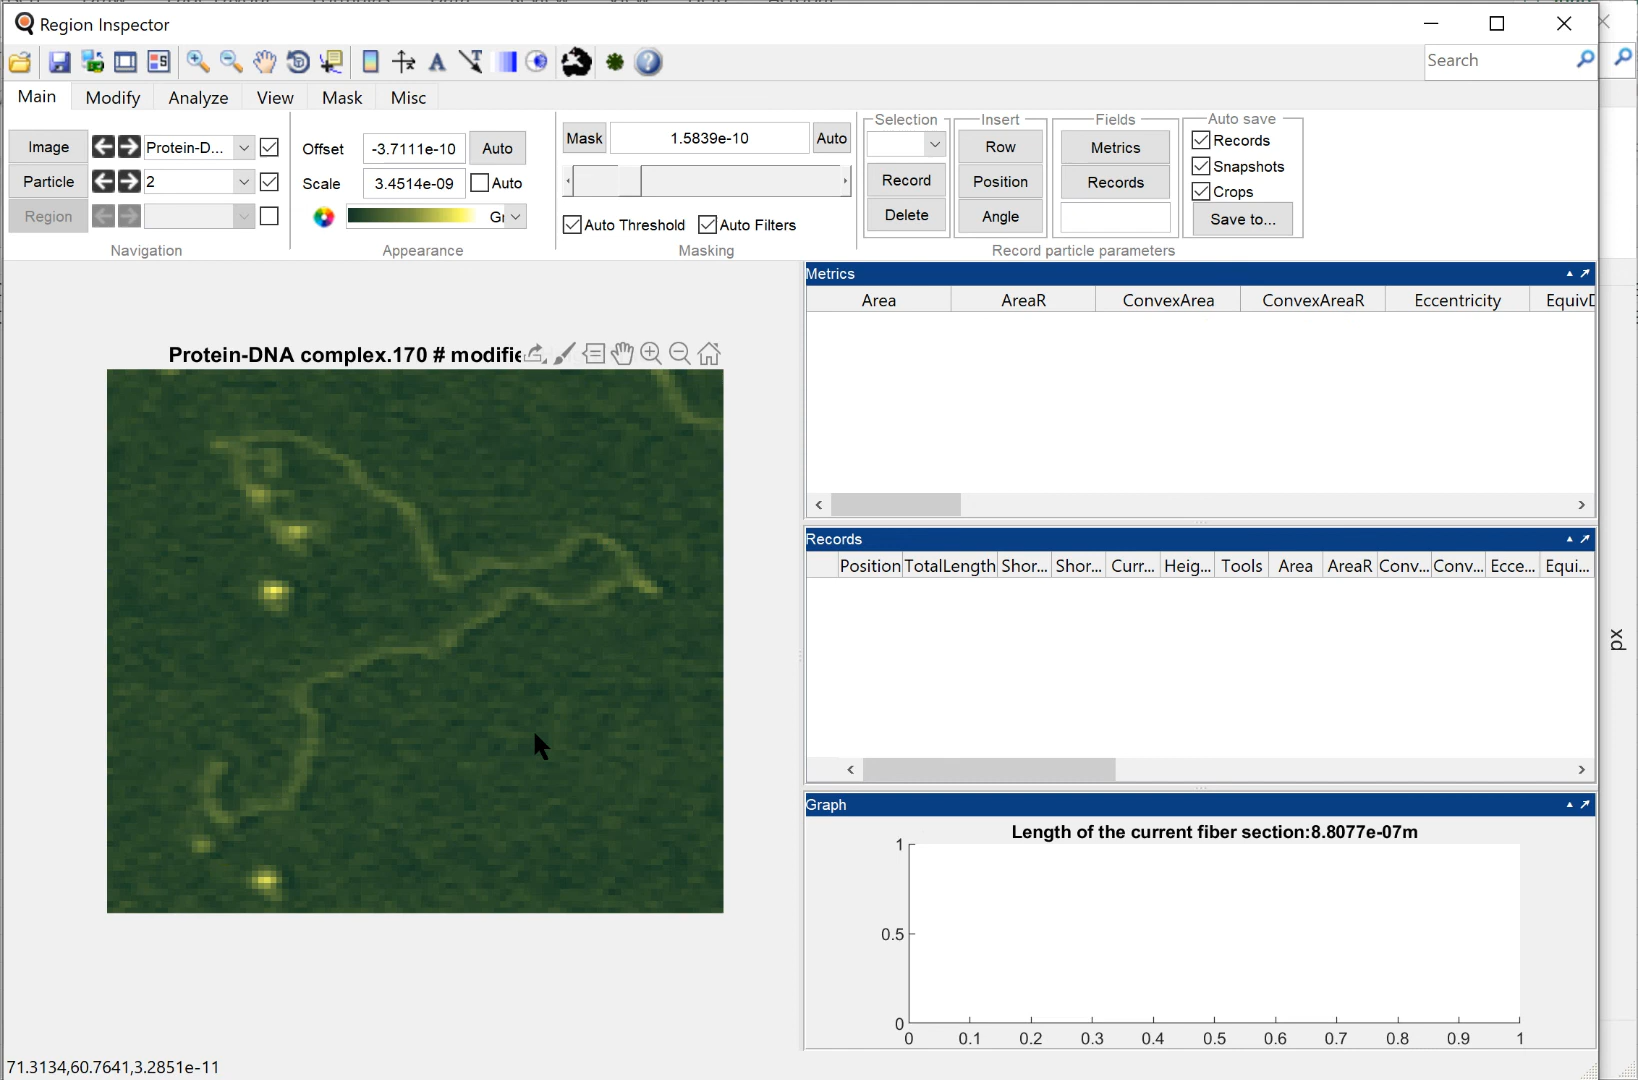 Region Inspector
Search
Main Modify Analyze View Mask Misc
Image Protein-D...
Particle 2
Region
Navigation
Offset -3.7111e-10 Auto
Scale 3.4514e-09 Auto
Appearance
Mask 1.5839e-10 Auto
Auto Threshold Auto Filters
Masking
Selection Insert Fields Auto save
Record Delete
Row Position Angle
Metrics Records
Records Snapshots Crops Save to...
Record particle parameters
Protein-DNA complex.170 # modifie
Metrics
Area AreaR ConvexArea ConvexAreaR Eccentricity EquivD
Records
Position TotalLength Shor... Shor... Curr... Heig... Tools Area AreaR Conv... Conv... Ecce... Equi...
Graph
Length of the current fiber section:8.8077e-07m
1
0.5
0
0 0.1 0.2 0.3 0.4 0.5 0.6 0.7 0.8 0.9 1
px
71.3134,60.7641,3.2851e-11